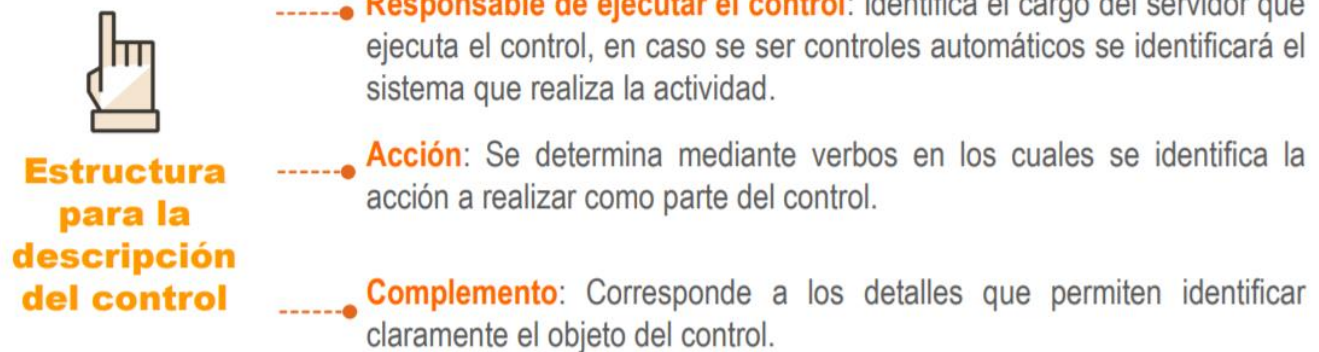 Responsable de ejecutar el control: Identifica el cargo del servidor que
ejecuta el control, en caso se ser controles automáticos se identificará el
sistema que realiza la actividad.
Acción: Se determina mediante verbos en los cuales se identifica la
acción a realizar como parte del control.
Estructura
para la
descripción
del control
Complemento: Corresponde a los detalles que permiten identificar
claramente el objeto del control.